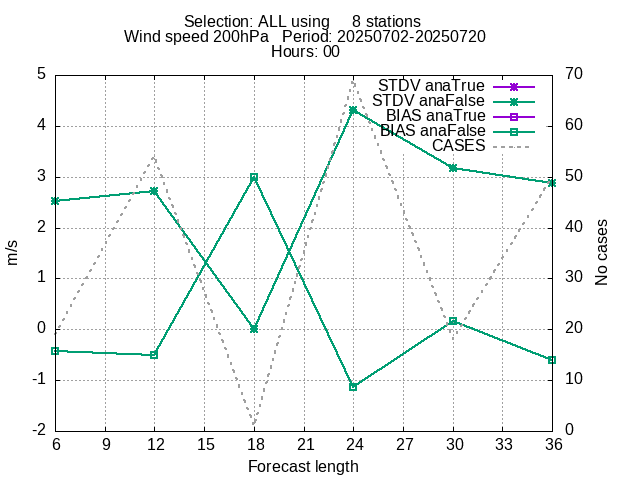 Selection: ALL using     8 stations
Wind speed 200hPa   Period: 20250702-20250720
Hours: 00
STDV anaTrue
STDV anaFalse
BIAS anaTrue
BIAS anaFalse
CASES
5
4
3
2
1
0
-1
-2
m/s
70
60
50
40
30
20
10
0
No cases
6 9 12 15 18 21 24 27 30 33 36
Forecast length